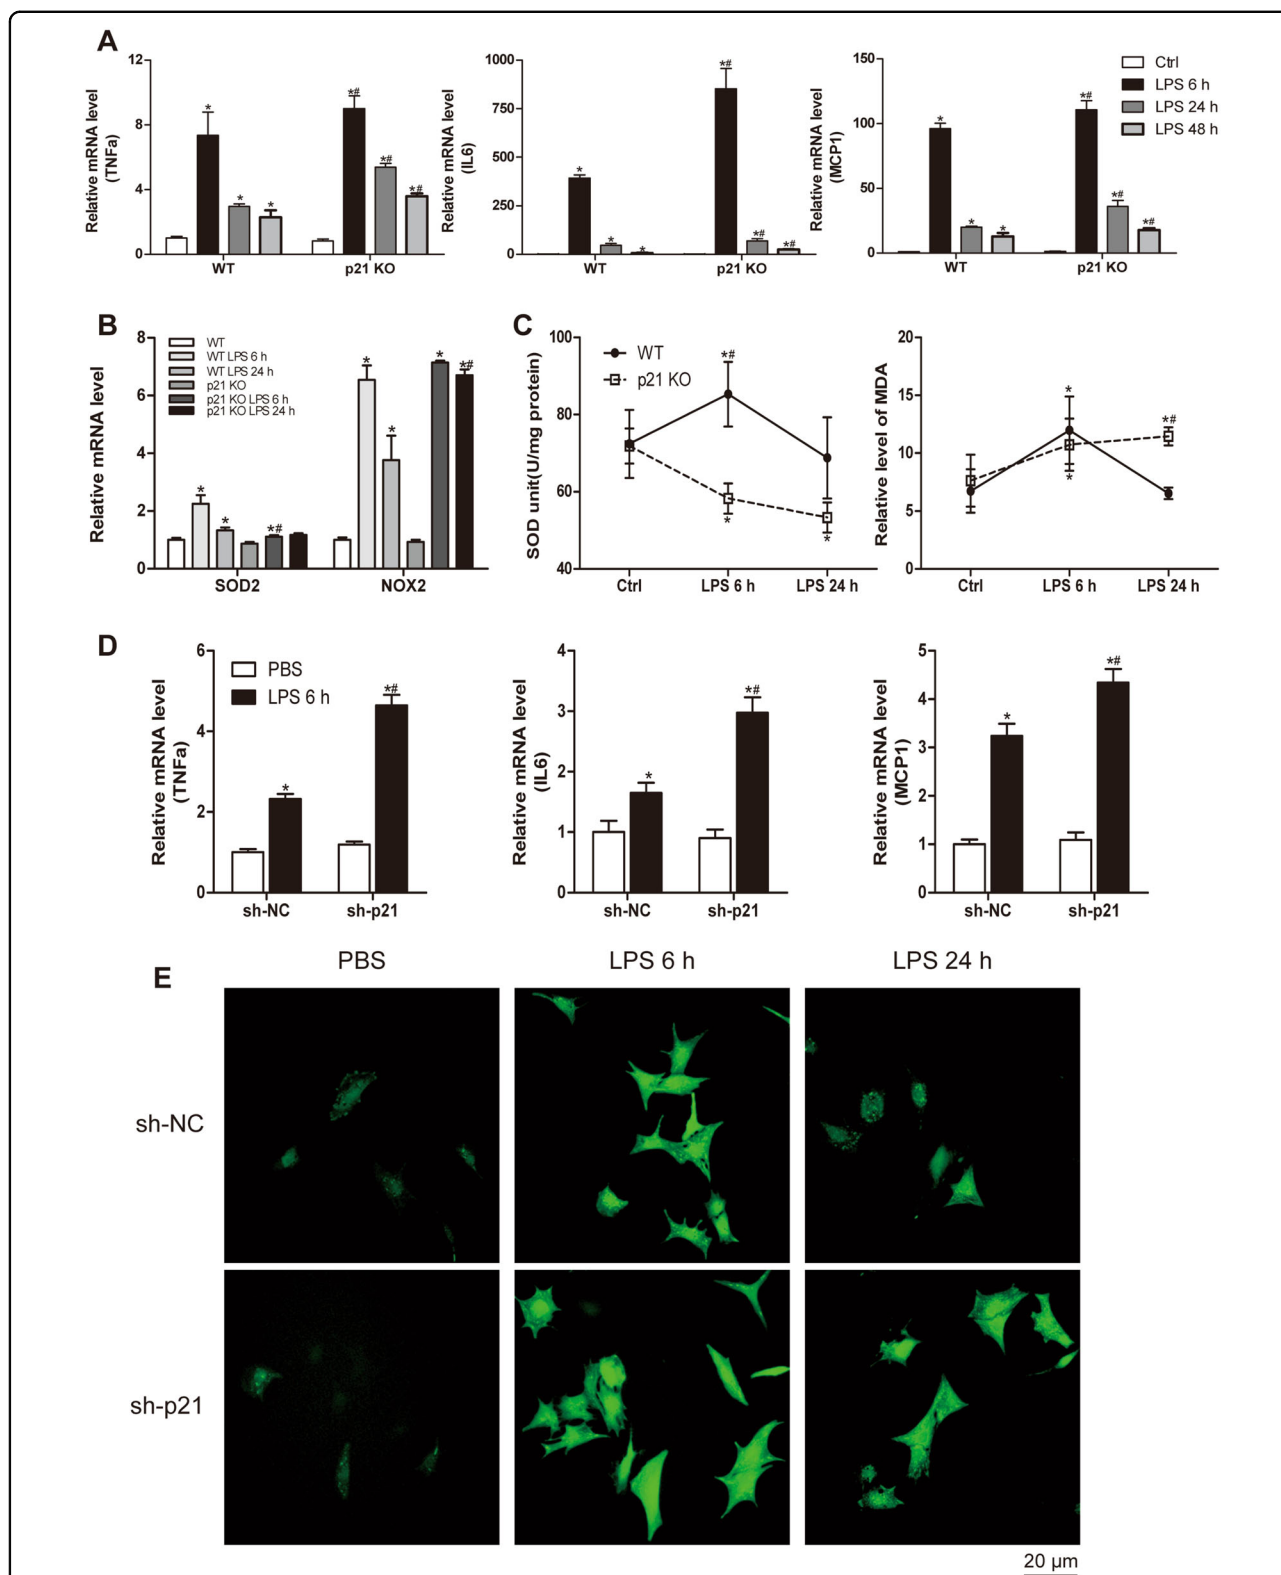 A
Relative mRNA level
(TNFa)
12
8
4
0
*
*
*
*#
*#
*#
WT
p21 KO
Relative mRNA level
(IL6)
1000
750
500
250
0
*
*
*
*#
*#
*#
WT
p21 KO
Relative mRNA level
(MCP1)
150
100
50
0
*
*
*
*#
*#
*#
WT
p21 KO
Ctrl
LPS 6 h
LPS 24 h
LPS 48 h
B
Relative mRNA level
8
6
4
2
0
WT
WT LPS 6 h
WT LPS 24 h
p21 KO
p21 KO LPS 6 h
p21 KO LPS 24 h
*
*
*#
*
*
*
*#
SOD2
NOX2
C
SOD unit(U/mg protein)
100
80
60
40
WT
p21 KO
*#
*
*
Ctrl
LPS 6 h
LPS 24 h
Relative level of MDA
20
15
10
5
0
*
*
*#
Ctrl
LPS 6 h
LPS 24 h
D
Relative mRNA level
(TNFa)
6
4
2
0
PBS
LPS 6 h
*
*#
sh-NC
sh-p21
Relative mRNA level
(IL6)
4
3
2
1
0
*
*#
sh-NC
sh-p21
Relative mRNA level
(MCP1)
5
4
3
2
1
0
*
*#
sh-NC
sh-p21
E
PBS
LPS 6 h
LPS 24 h
sh-NC
sh-p21
20 µm